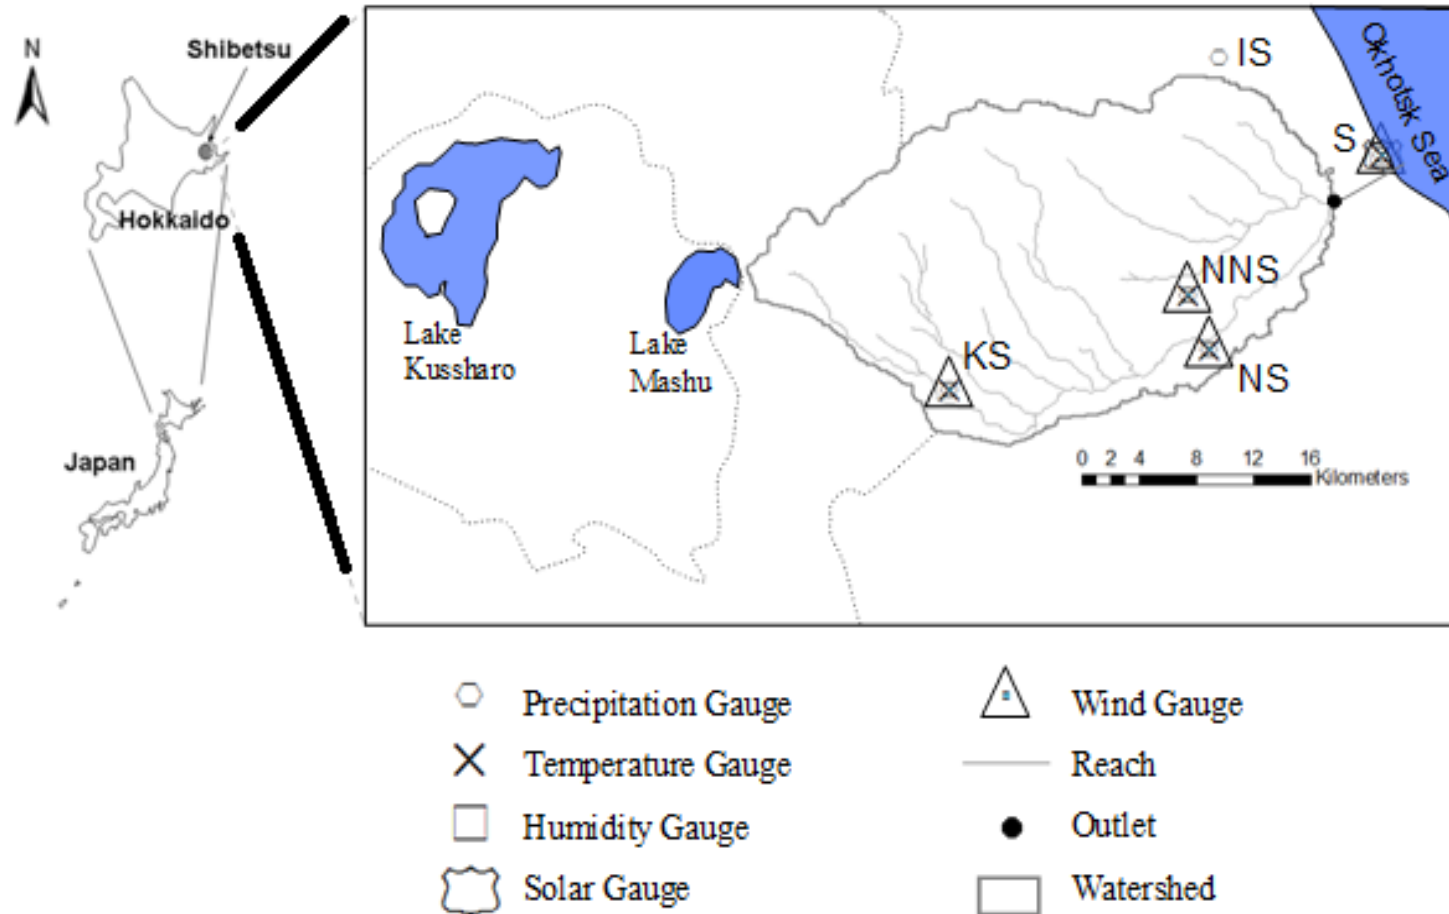 N
Shibetsu
Hokkaido
Japan
IS
Okhotsk Sea
S
NNS
NS
KS
Lake
Kussharo
Lake
Mashu
0 2 4 8 12 16
Kilometers
Precipitation Gauge
Temperature Gauge
Humidity Gauge
Solar Gauge
Wind Gauge
Reach
Outlet
Watershed